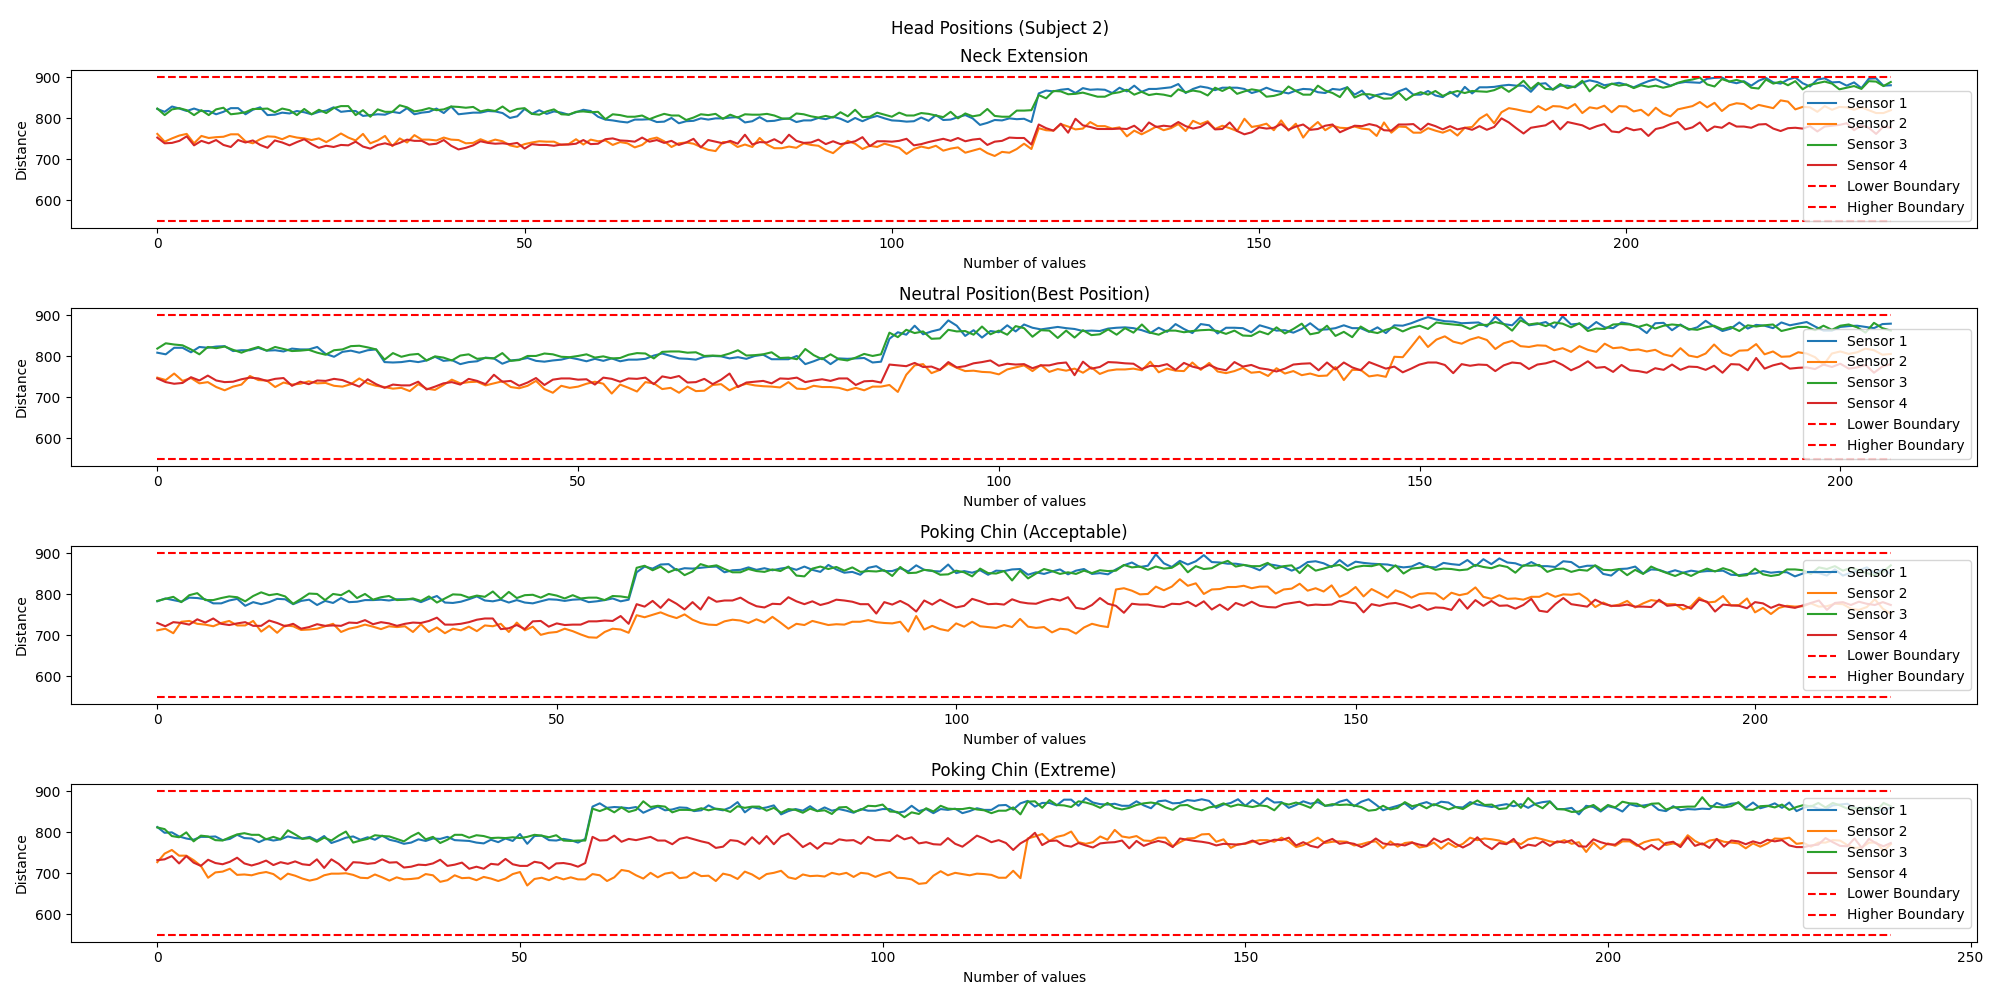 Head Positions (Subject 2)
Neck Extension
900
800
700
600
Distance
0 50 100 150 200
Number of values
Sensor 1
Sensor 2
Sensor 3
Sensor 4
Lower Boundary
Higher Boundary
Neutral Position(Best Position)
900
800
700
600
Distance
0 50 100 150 200
Number of values
Sensor 1
Sensor 2
Sensor 3
Sensor 4
Lower Boundary
Higher Boundary
Poking Chin (Acceptable)
900
800
700
600
Distance
0 50 100 150 200
Number of values
Sensor 1
Sensor 2
Sensor 3
Sensor 4
Lower Boundary
Higher Boundary
Poking Chin (Extreme)
900
800
700
600
Distance
0 50 100 150 200 250
Number of values
Sensor 1
Sensor 2
Sensor 3
Sensor 4
Lower Boundary
Higher Boundary